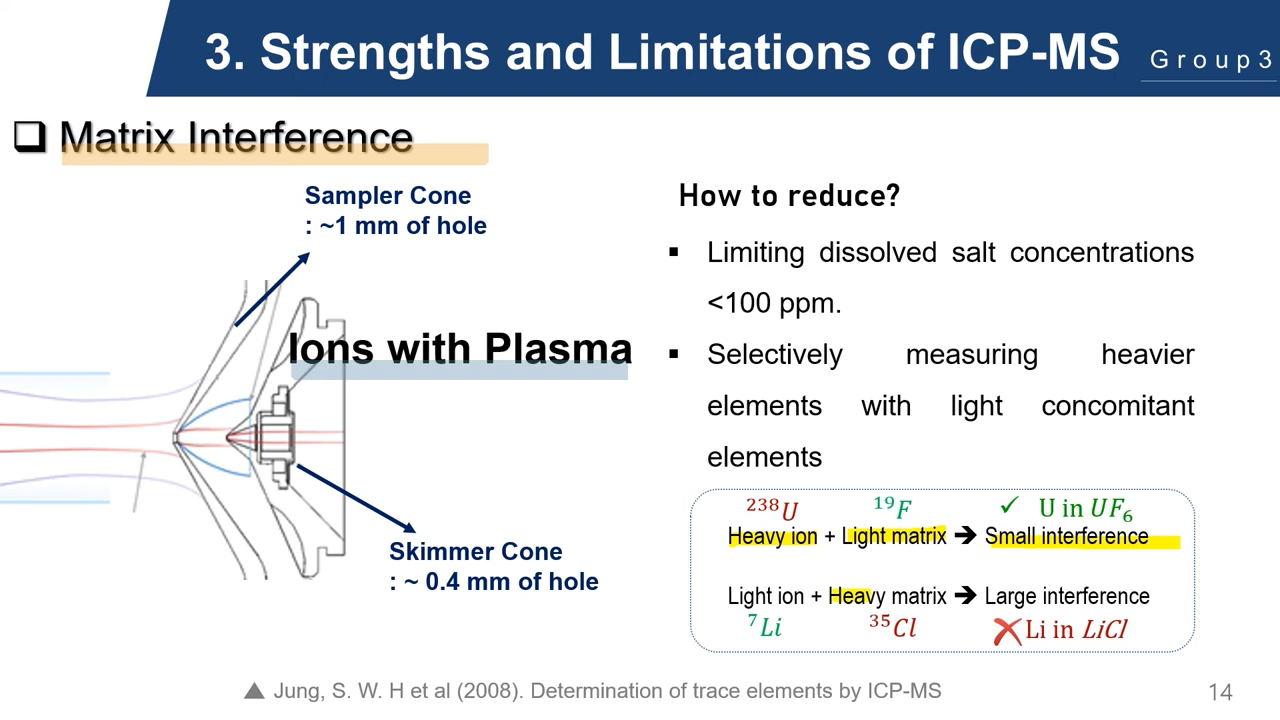 3. Strengths and Limitations of ICP-MS
Group3
❑ Matrix Interference
Sampler Cone
: ~1 mm of hole
Ions with Plasma
Skimmer Cone
: ~ 0.4 mm of hole
How to reduce?
▪ Limiting dissolved salt concentrations
<100 ppm.
▪ Selectively measuring heavier
elements with light concomitant
elements
²³⁸U ¹⁹F ✓ U in UF₆
Heavy ion + Light matrix ➔ Small interference
Light ion + Heavy matrix ➔ Large interference
⁷Li ³⁵Cl ❌ Li in LiCl
▲ Jung, S. W. H et al (2008). Determination of trace elements by ICP-MS
14